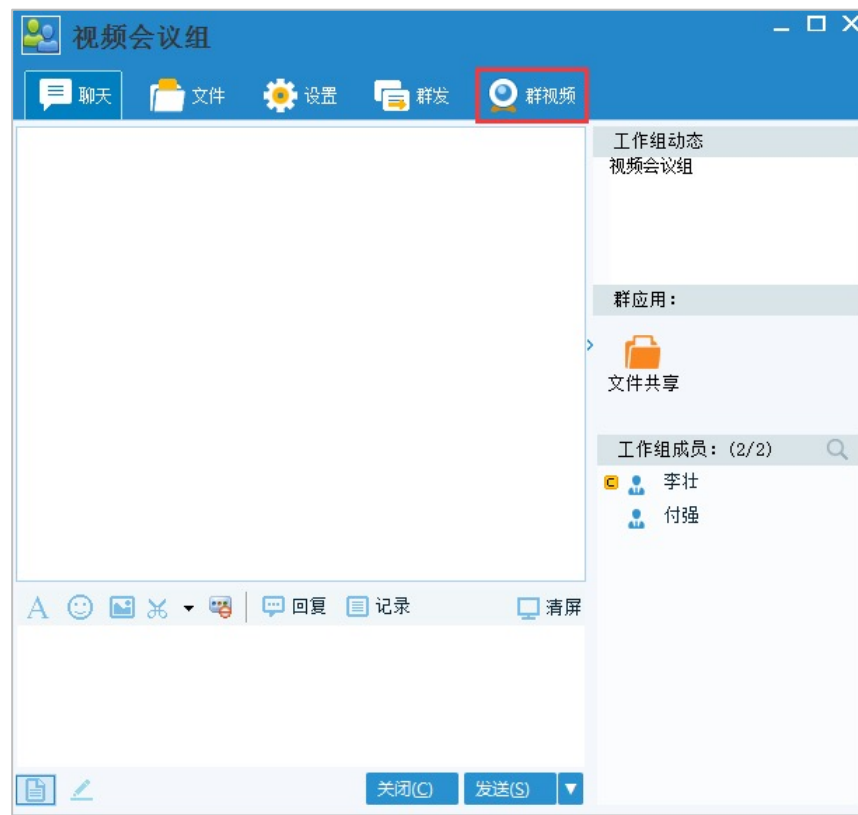 视频会议组
聊天 文件 设置 群发 群视频
工作组动态
视频会议组
群应用：
文件共享
工作组成员：(2/2)
C 李壮
付强
A 回复 记录 清屏
关闭(C) 发送(S)